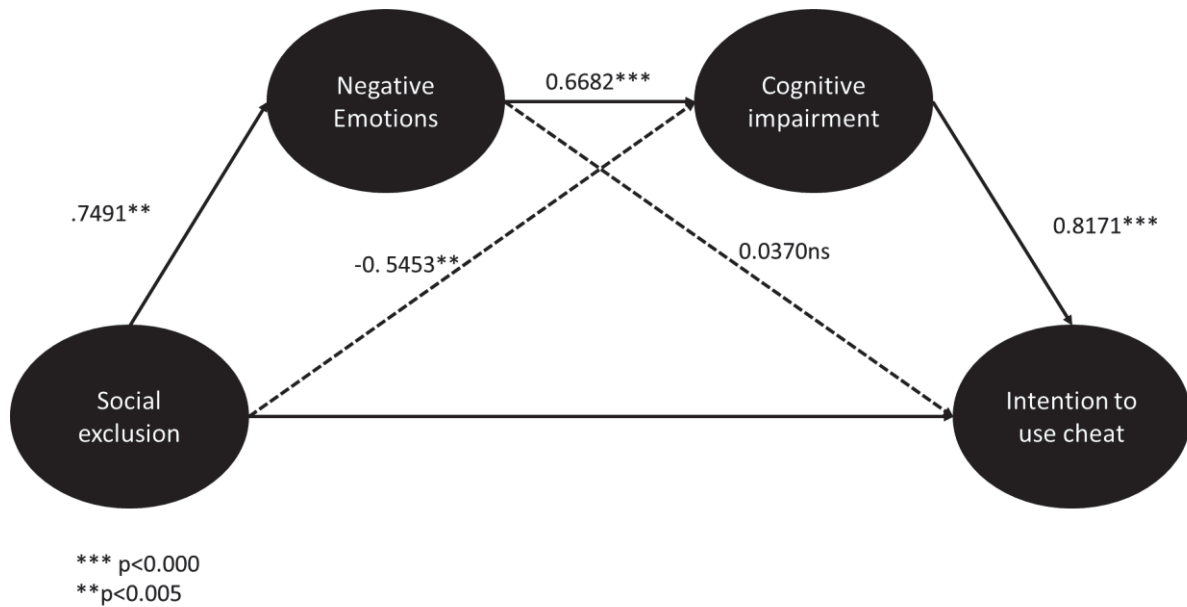 Negative
Emotions
0.6682***
Cognitive
impairment
.7491**
-0. 5453**
0.0370ns
0.8171***
Social
exclusion
Intention to
use cheat
*** p<0.000
**p<0.005